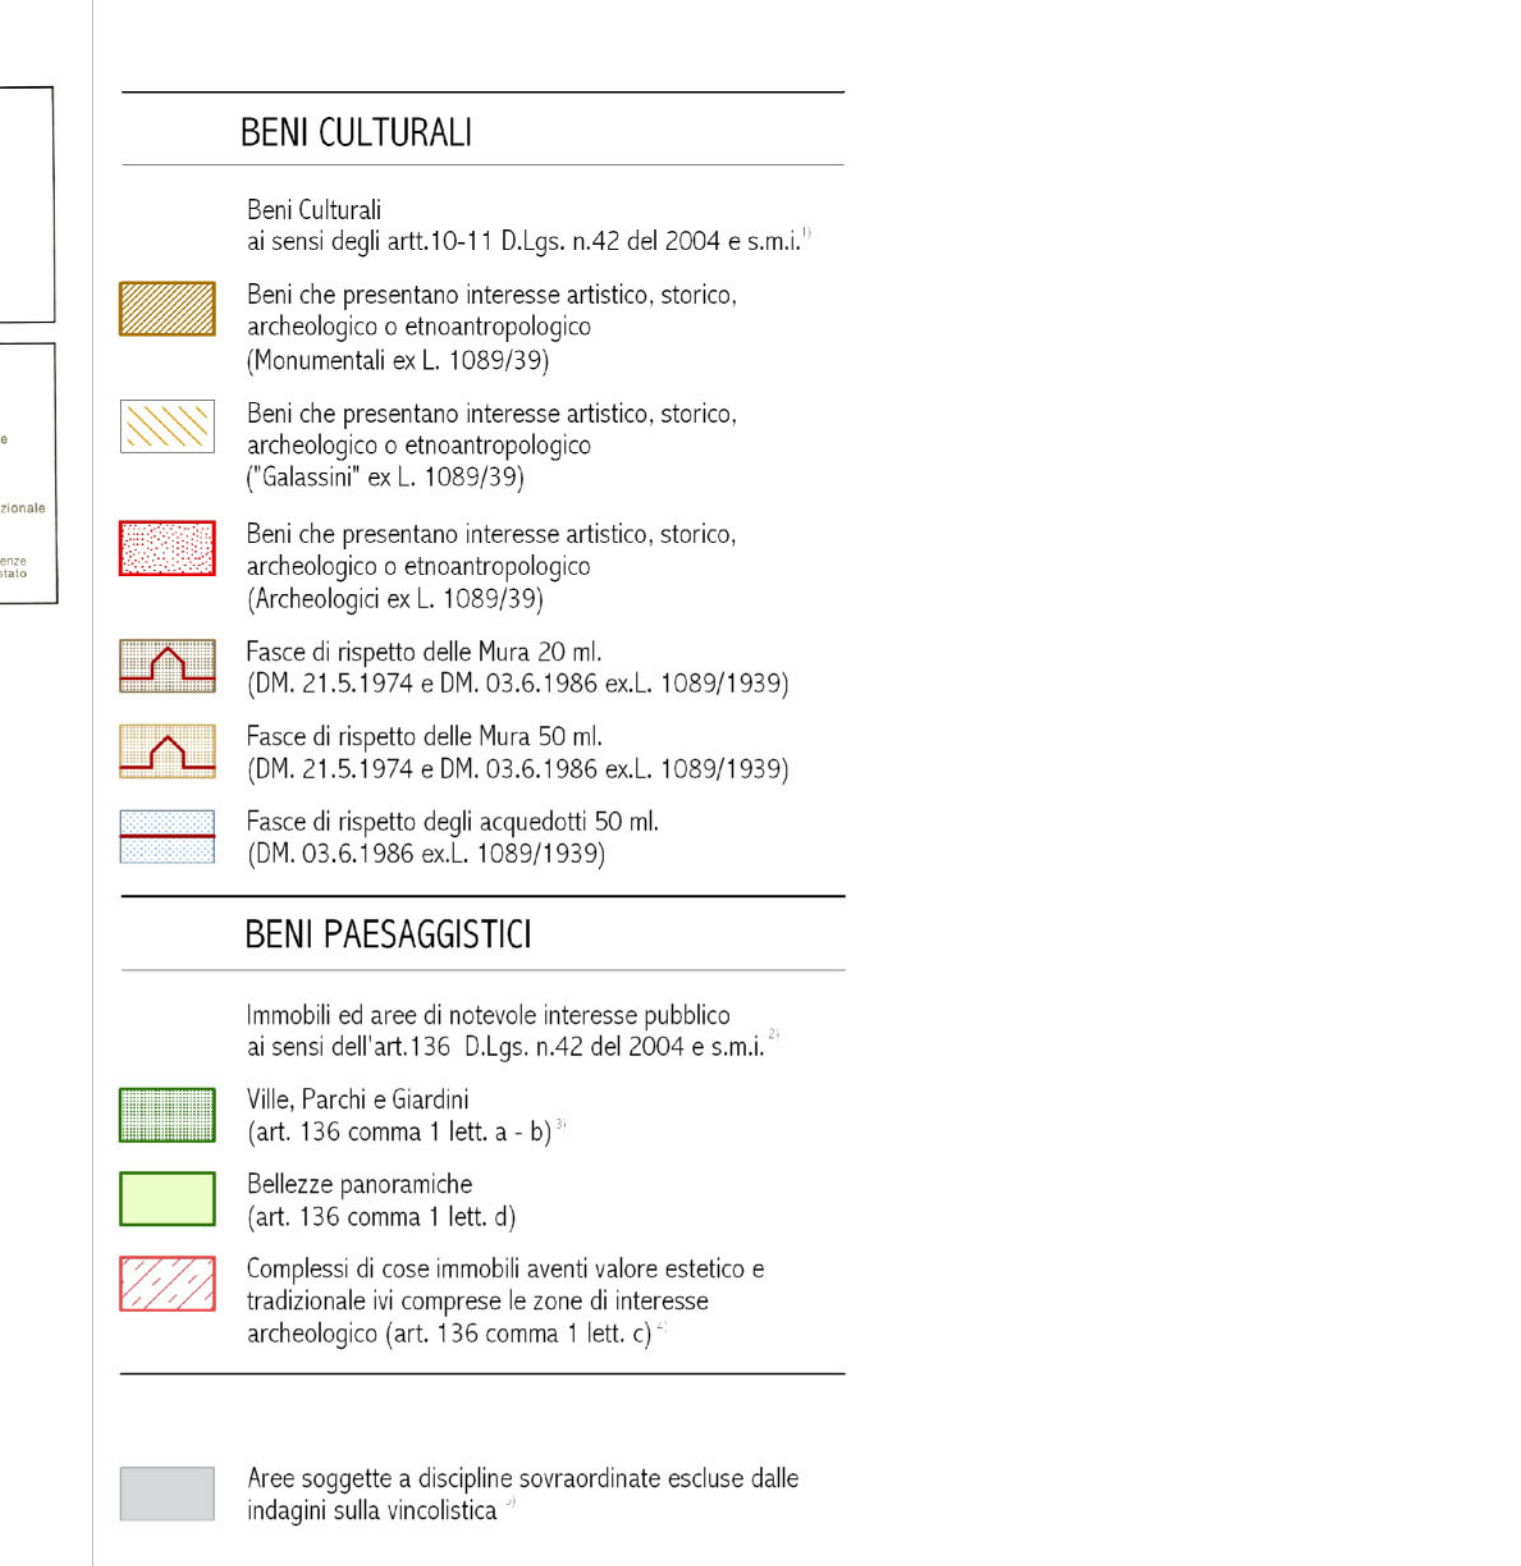 e
zionale
enze
stato
BENI CULTURALI
Beni Culturali
ai sensi degli artt.10-11 D.Lgs. n.42 del 2004 e s.m.i.1)
Beni che presentano interesse artistico, storico,
archeologico o etnoantropologico
(Monumentali ex L. 1089/39)
Beni che presentano interesse artistico, storico,
archeologico o etnoantropologico
("Galassini" ex L. 1089/39)
Beni che presentano interesse artistico, storico,
archeologico o etnoantropologico
(Archeologici ex L. 1089/39)
Fasce di rispetto delle Mura 20 ml.
(DM. 21.5.1974 e DM. 03.6.1986 ex.L. 1089/1939)
Fasce di rispetto delle Mura 50 ml.
(DM. 21.5.1974 e DM. 03.6.1986 ex.L. 1089/1939)
Fasce di rispetto degli acquedotti 50 ml.
(DM. 03.6.1986 ex.L. 1089/1939)
BENI PAESAGGISTICI
Immobili ed aree di notevole interesse pubblico
ai sensi dell'art.136 D.Lgs. n.42 del 2004 e s.m.i. 2)
Ville, Parchi e Giardini
(art. 136 comma 1 lett. a - b) 3)
Bellezze panoramiche
(art. 136 comma 1 lett. d)
Complessi di cose immobili aventi valore estetico e
tradizionale ivi comprese le zone di interesse
archeologico (art. 136 comma 1 lett. c) 4)
Aree soggette a discipline sovraordinate escluse dalle
indagini sulla vincolistica 5)